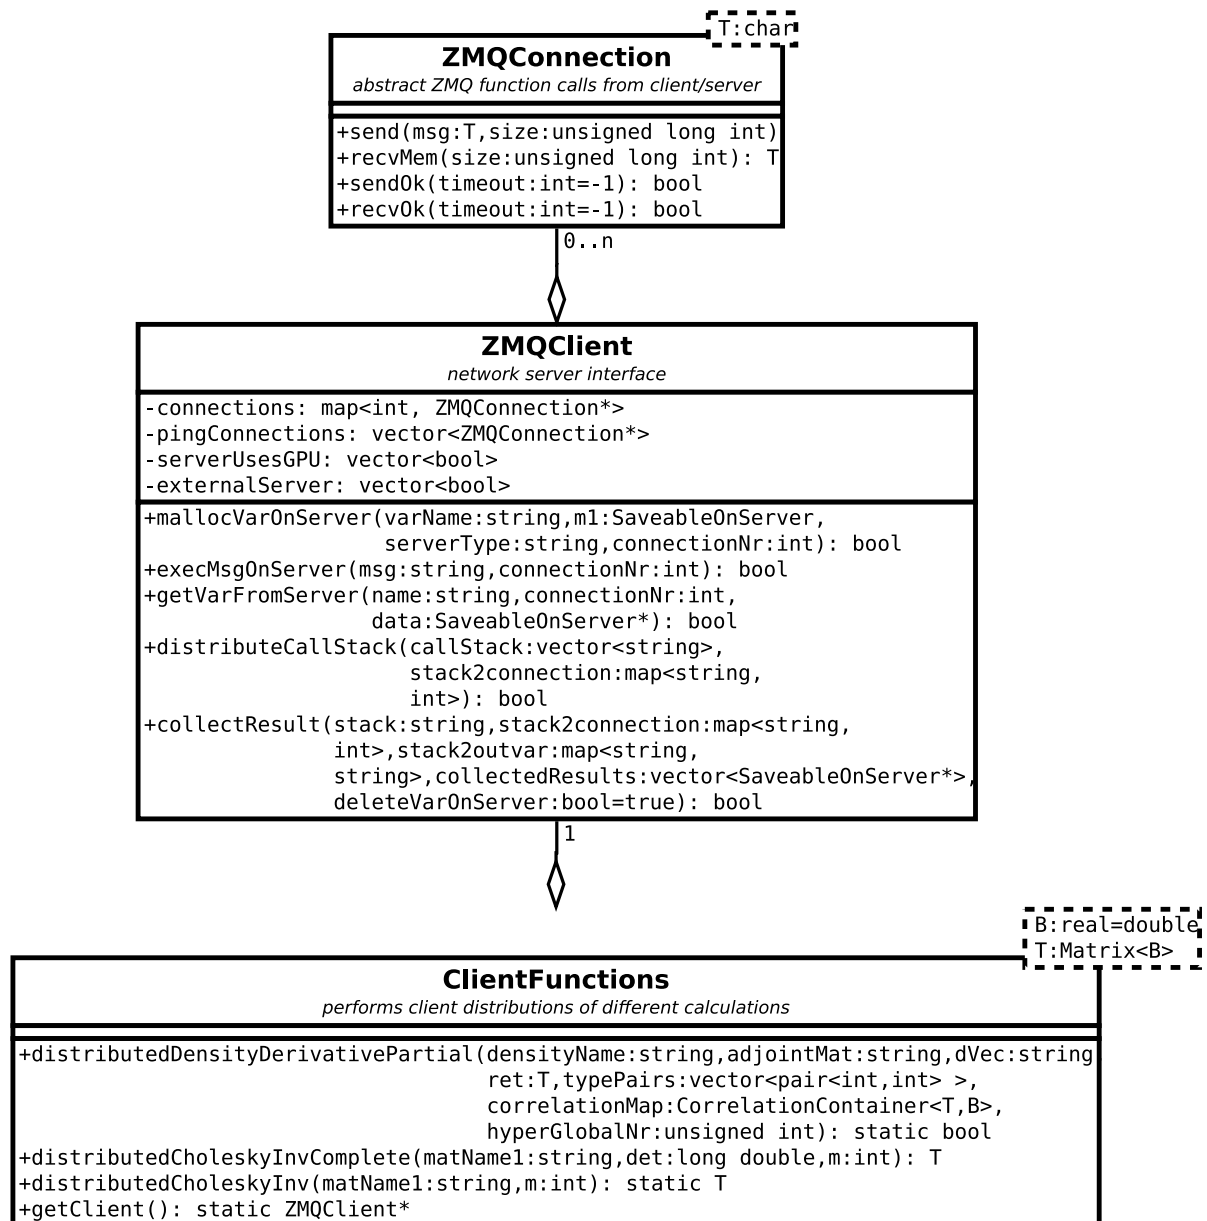 T:char
ZMQConnection
abstract ZMQ function calls from client/server
+send(msg:T,size:unsigned long int)
+recvMem(size:unsigned long int): T
+sendOk(timeout:int=-1): bool
+recvOk(timeout:int=-1): bool
0..n
ZMQClient
network server interface
-connections: map<int, ZMQConnection*>
-pingConnections: vector<ZMQConnection*>
-serverUsesGPU: vector<bool>
-externalServer: vector<bool>
+mallocVarOnServer(varName:string,m1:SaveableOnServer,
serverType:string,connectionNr:int): bool
+execMsgOnServer(msg:string,connectionNr:int): bool
+getVarFromServer(name:string,connectionNr:int,
data:SaveableOnServer*): bool
+distributeCallStack(callStack:vector<string>,
stack2connection:map<string,
int>): bool
+collectResult(stack:string,stack2connection:map<string,
int>,stack2outvar:map<string,
string>,collectedResults:vector<SaveableOnServer*>,
deleteVarOnServer:bool=true): bool
1
B:real=double
T:Matrix<B>
ClientFunctions
performs client distributions of different calculations
+distributedDensityDerivativePartial(densityName:string,adjointMat:string,dVec:string
ret:T,typePairs:vector<pair<int,int> >,
correlationMap:CorrelationContainer<T,B>,
hyperGlobalNr:unsigned int): static bool
+distributedCholeskyInvComplete(matName1:string,det:long double,m:int): T
+distributedCholeskyInv(matName1:string,m:int): static T
+getClient(): static ZMQClient*